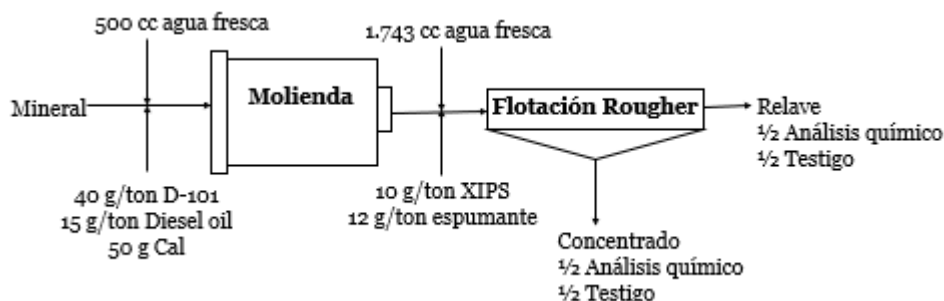 500 cc agua fresca
1.743 cc agua fresca
Mineral
Molienda
Flotación Rougher
Relave
½ Análisis químico
½ Testigo
40 g/ton D-101
15 g/ton Diesel oil
50 g Cal
10 g/ton XIPS
12 g/ton espumante
Concentrado
½ Análisis químico
½ Testigo